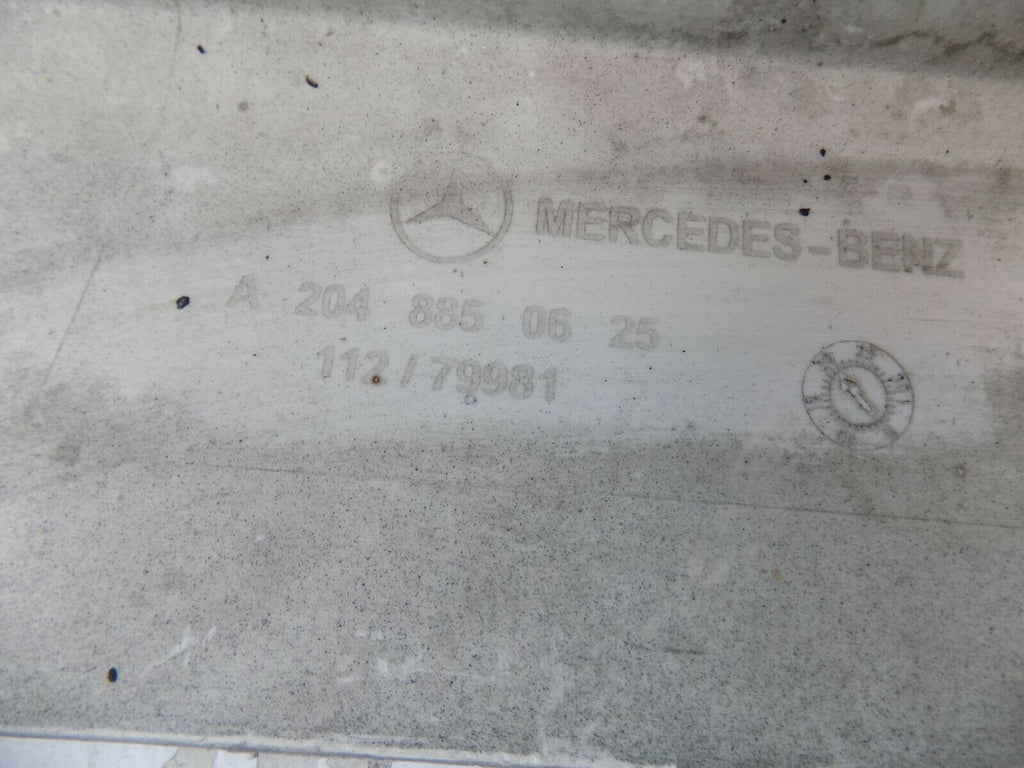 MERCEDES-BENZ
A 204 885 06 25
112 / 79981